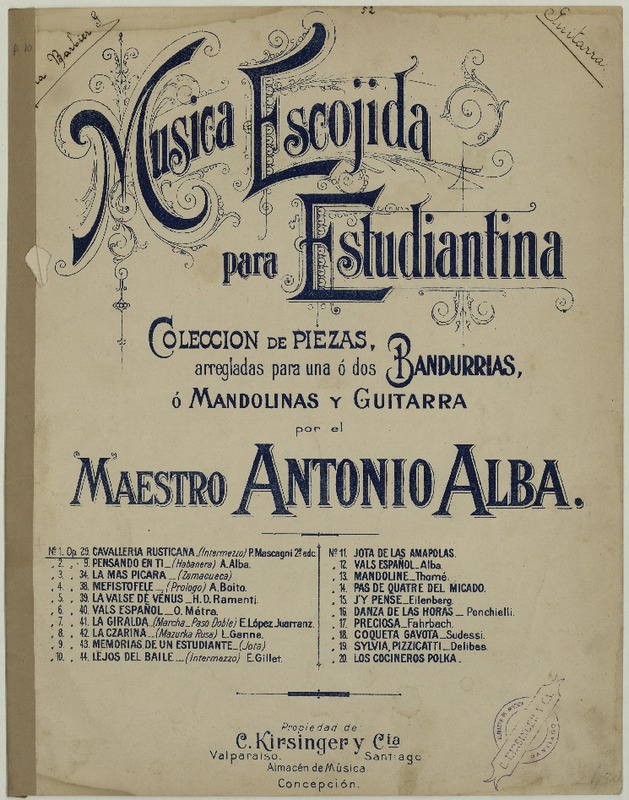 52
Barbier G.
Guitarra.
Musica Escojida
para Estudiantina
COLECCION DE PIEZAS,
arregladas para una ó dos BANDURRIAS,
ó MANDOLINAS Y GUITARRA
por el
MAESTRO ANTONIO ALBA.
Nº 1. Op. 29. CAVALLERIA RUSTICANA _(Intermezzo) P. Mascagni 2ª edc.
„ 2. „ 9. PENSANDO EN TI _(Habanera) A. Alba.
„ 3. „ 34. LA MAS PICARA _(Zamacueca)
„ 4. „ 38. MEFISTOFELE _(Prologo) A. Boito.
„ 5. „ 39. LA VALSE DE VENUS _ H. D. Ramenti.
„ 6. „ 40. VALS ESPAÑOL _ O. Métra.
„ 7. „ 41. LA GIRALDA _(Marcha _ Paso Doble) E. López Juarranz.
„ 8. „ 42. LA CZARINA _(Mazurka Rusa) L. Ganne.
„ 9. „ 43. MEMORIAS DE UN ESTUDIANTE _(Jota)
„ 10. „ 44. LEJOS DEL BAILE _(Intermezzo) E. Gillet.
Nº 11. JOTA DE LAS AMAPOLAS.
„ 12. VALS ESPAÑOL _ Alba.
„ 13. MANDOLINE _ Thomé.
„ 14. PAS DE QUATRE DEL MICADO.
„ 15. J'Y PENSE _ Eilenberg.
„ 16. DANZA DE LAS HORAS _ Ponchielli.
„ 17. PRECIOSA _ Fahrbach.
„ 18. COQUETA GAVOTA _ Sudessi.
„ 19. SYLVIA, PIZZICATTI _ Delibes.
„ 20. LOS COCINEROS POLKA.
Propiedad de
C. Kirsinger y Cia
Valparaiso. Santiago
Almacén de Música.
Concepción.
C. KIRSINGER Y CIA.
SANTIAGO